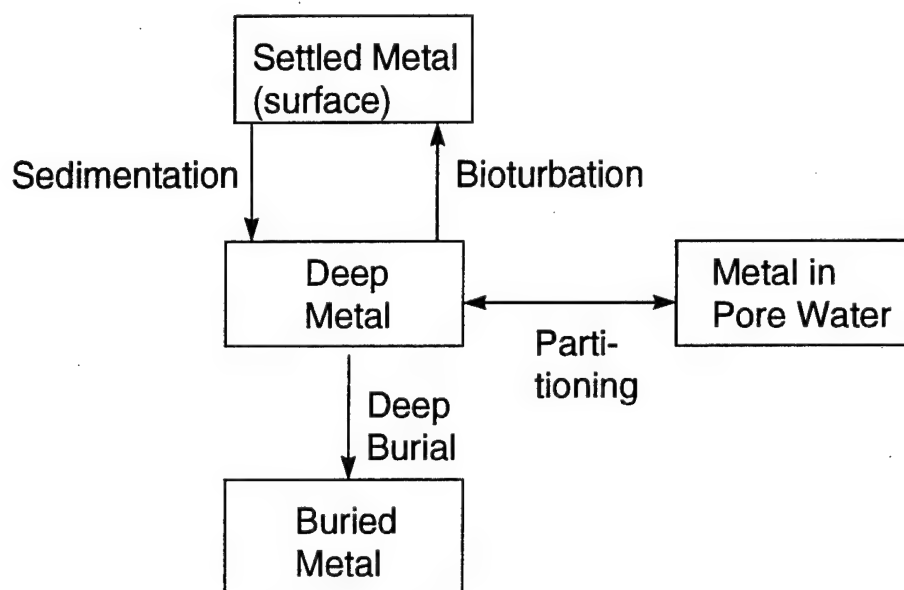 Settled Metal
(surface)
Sedimentation
Bioturbation
Deep
Metal
Metal in
Pore Water
Parti-
tioning
Deep
Burial
Buried
Metal